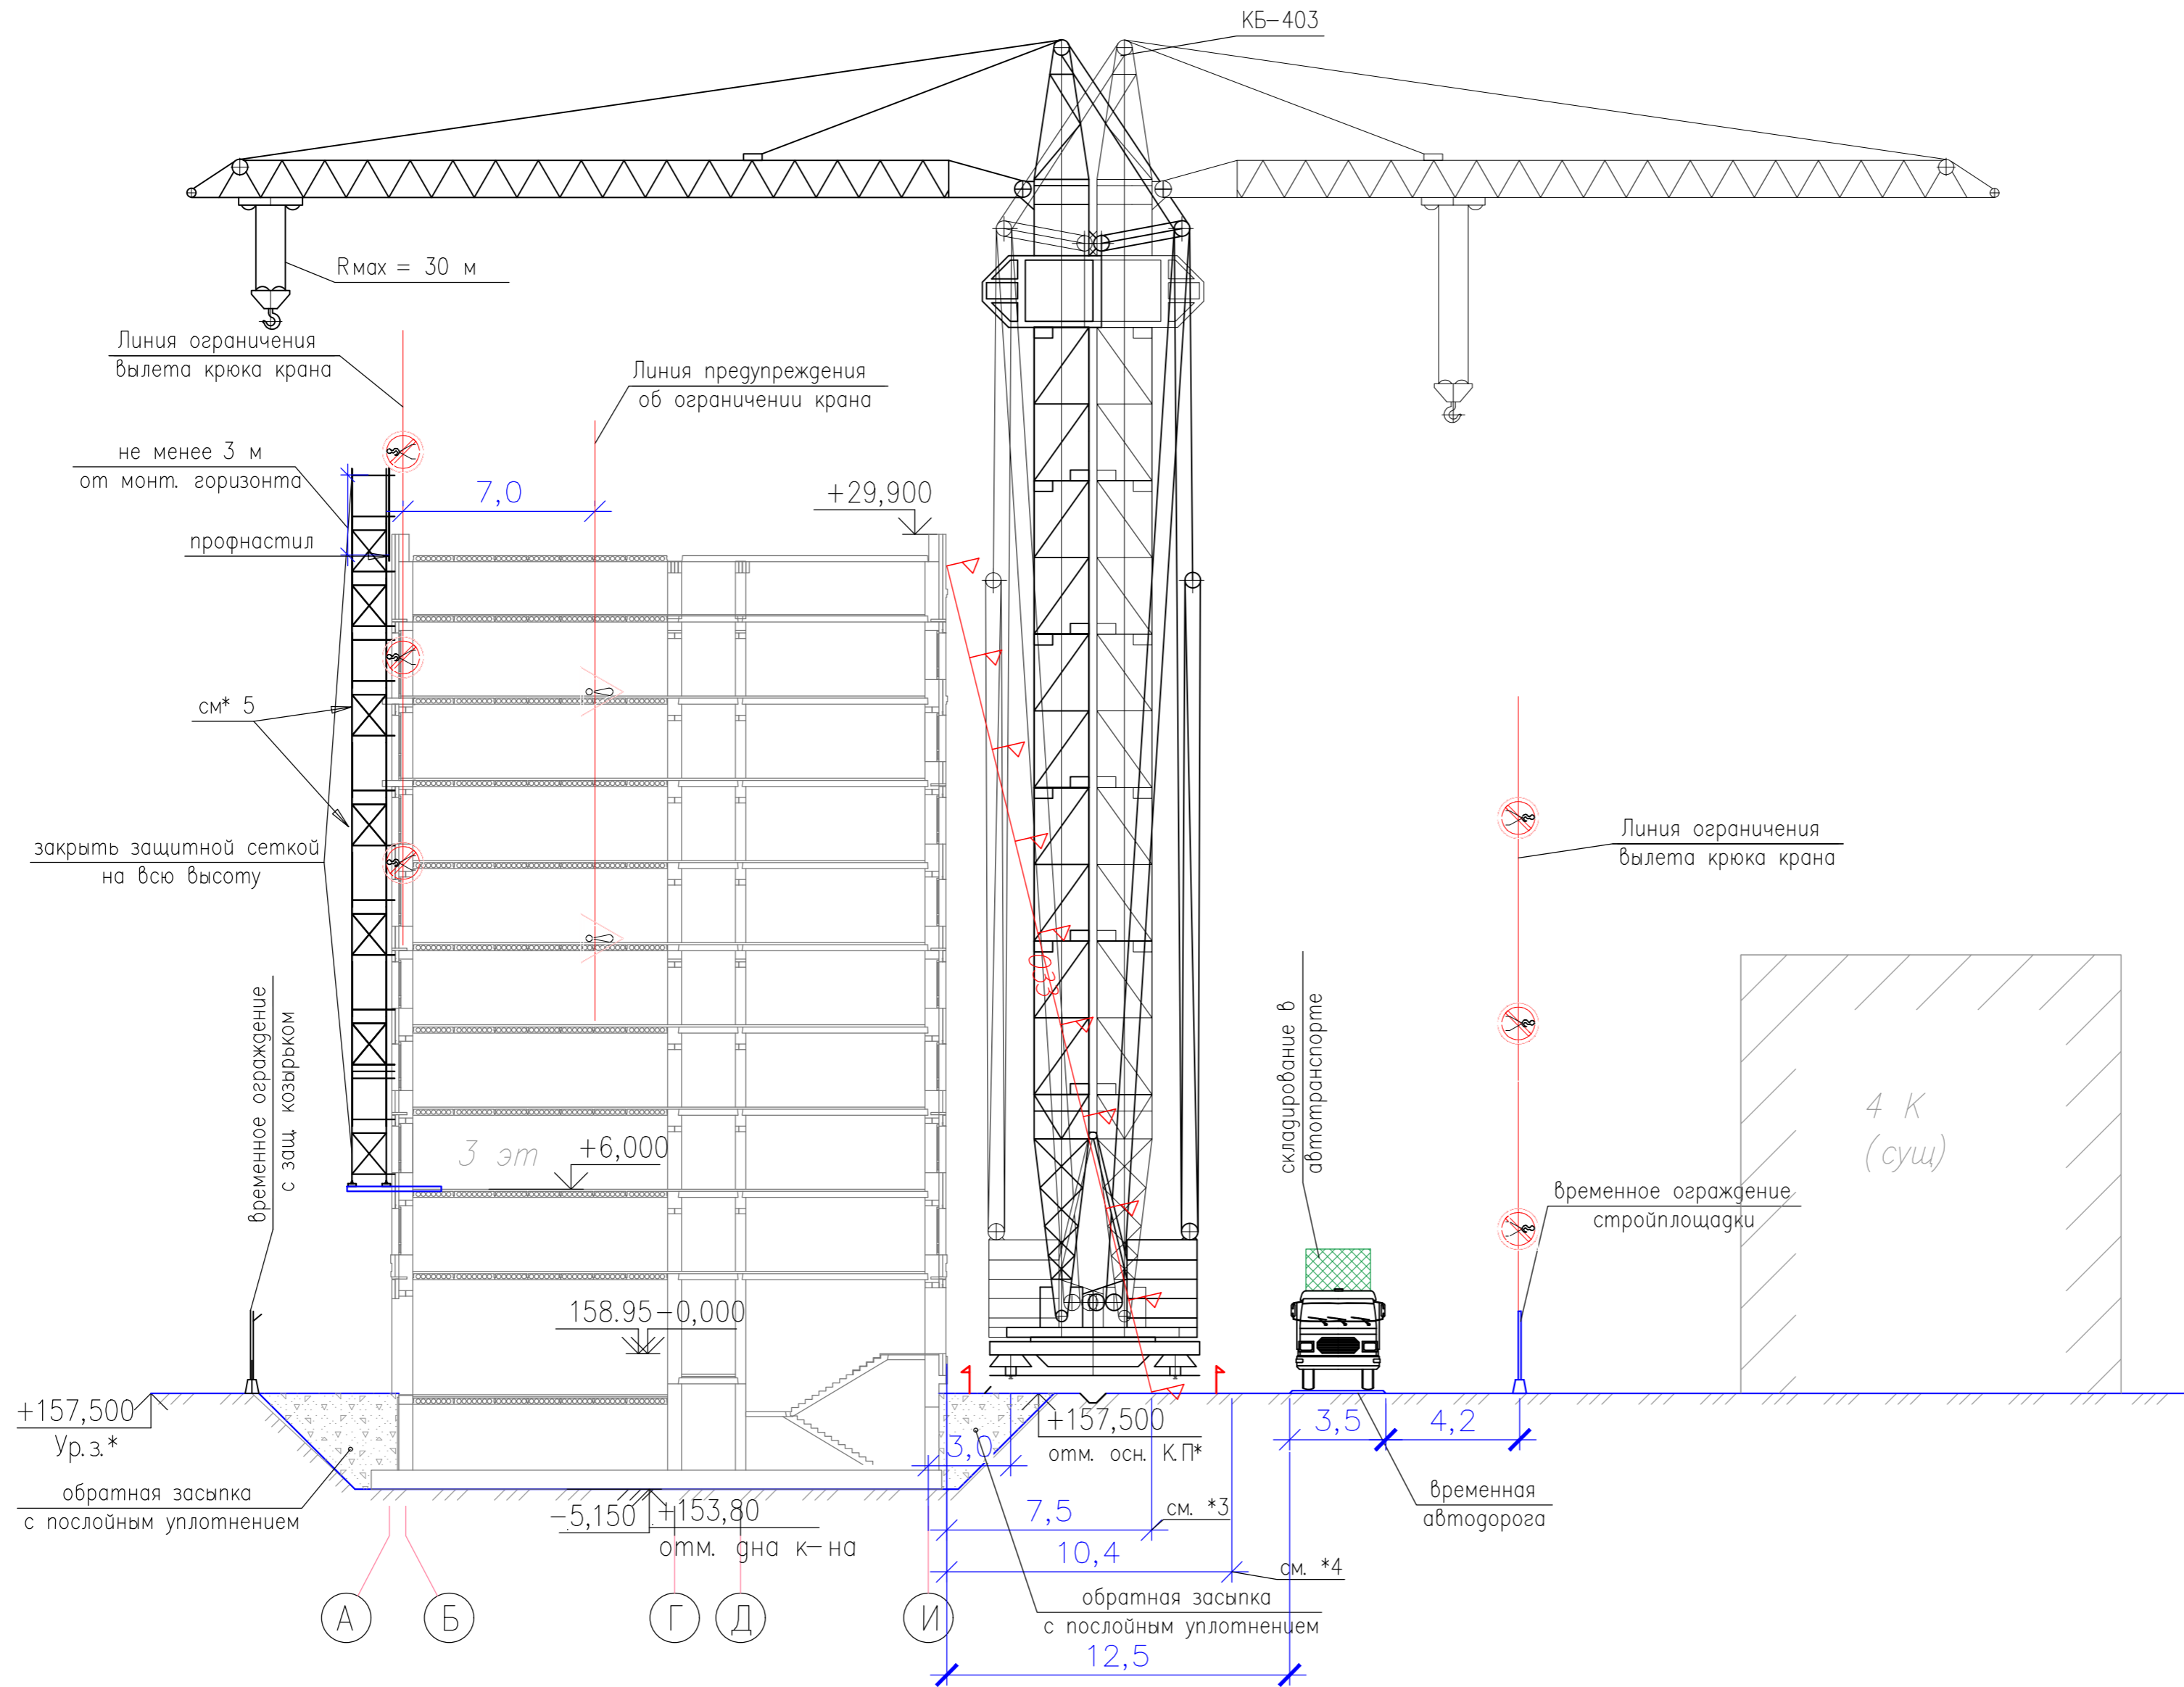 КБ-403
Rмах = 30 м
Линия ограничения
вылета крюка крана
Линия предупреждения
об ограничении крана
не менее 3 м
от монт. горизонта
7,0
+29,900
профнастил
см* 5
закрыть защитной сеткой
на всю высоту
Линия ограничения
вылета крюка крана
033
временное ограждение
с защ. козырьком
складирование в
автотранспорте
4 К
(сущ)
3 эт
+6,000
временное ограждение
стройплощадки
158.95-0,000
+157,500
Ур.з.*
+157,500
отм. осн. К.П*
3,0
3,5
4,2
обратная засыпка
с послойным уплотнением
-5,150
+153,80
отм. дна к-на
7,5
см. *3
временная
автодорога
10,4
см. *4
обратная засыпка
с послойным уплотнением
А
Б
Г
Д
И
12,5